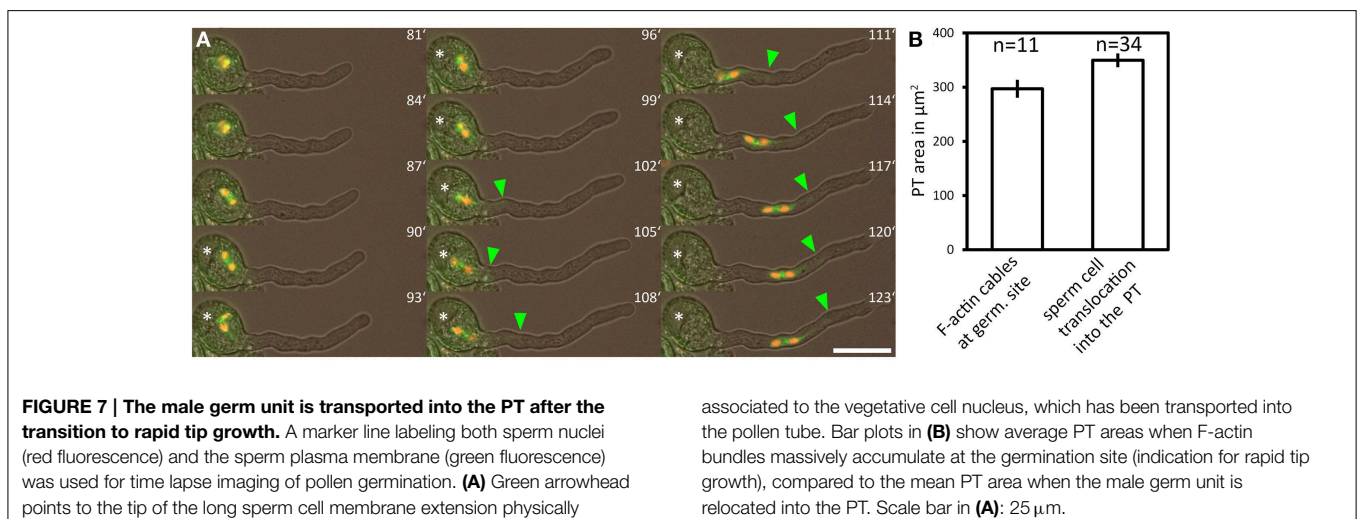 A
81‘
84‘
87‘
90‘
*
93‘
*
96‘
*
99‘
*
102‘
*
105‘
*
108‘
*
111‘
*
114‘
*
117‘
*
120‘
*
123‘
*
B
400
300
200
100
0
PT area in µm²
n=11
n=34
F-actin cables
at germ. site
sperm cell
translocation
into the PT
FIGURE 7 | The male germ unit is transported into the PT after the
transition to rapid tip growth. A marker line labeling both sperm nuclei
(red fluorescence) and the sperm plasma membrane (green fluorescence)
was used for time lapse imaging of pollen germination. (A) Green arrowhead
points to the tip of the long sperm cell membrane extension physically
associated to the vegetative cell nucleus, which has been transported into
the pollen tube. Bar plots in (B) show average PT areas when F-actin
bundles massively accumulate at the germination site (indication for rapid tip
growth), compared to the mean PT area when the male germ unit is
relocated into the PT. Scale bar in (A): 25 µm.